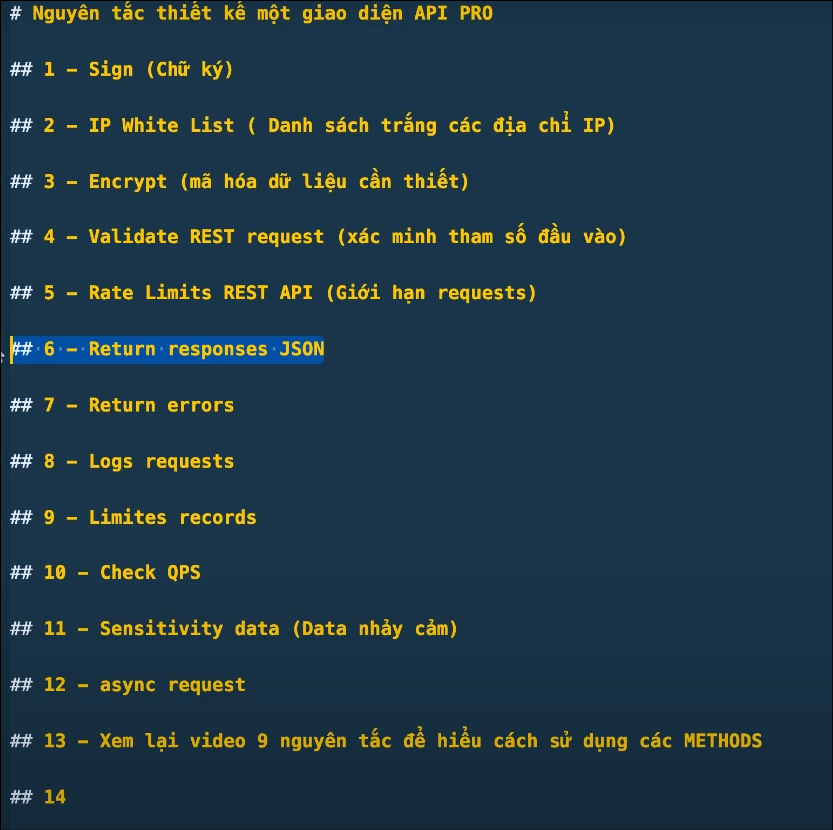 # Nguyên tắc thiết kế một giao diện API PRO
## 1 – Sign (Chữ ký)
## 2 – IP White List ( Danh sách trắng các địa chỉ IP)
## 3 – Encrypt (mã hóa dữ liệu cần thiết)
## 4 – Validate REST request (xác minh tham số đầu vào)
## 5 – Rate Limits REST API (Giới hạn requests)
## 6 – Return responses JSON
## 7 – Return errors
## 8 – Logs requests
## 9 – Limites records
## 10 – Check QPS
## 11 – Sensitivity data (Data nhảy cảm)
## 12 – async request
## 13 – Xem lại video 9 nguyên tắc để hiểu cách sử dụng các METHODS
## 14